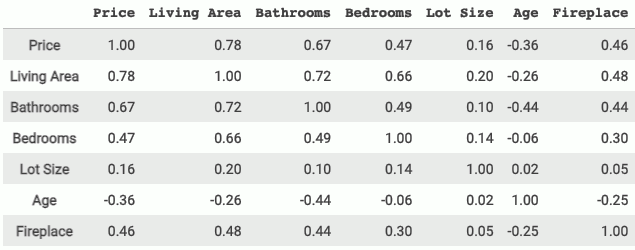 Price Living Area Bathrooms Bedrooms Lot Size Age Fireplace
Price 1.00 0.78 0.67 0.47 0.16 -0.36 0.46
Living Area 0.78 1.00 0.72 0.66 0.20 -0.26 0.48
Bathrooms 0.67 0.72 1.00 0.49 0.10 -0.44 0.44
Bedrooms 0.47 0.66 0.49 1.00 0.14 -0.06 0.30
Lot Size 0.16 0.20 0.10 0.14 1.00 0.02 0.05
Age -0.36 -0.26 -0.44 -0.06 0.02 1.00 -0.25
Fireplace 0.46 0.48 0.44 0.30 0.05 -0.25 1.00